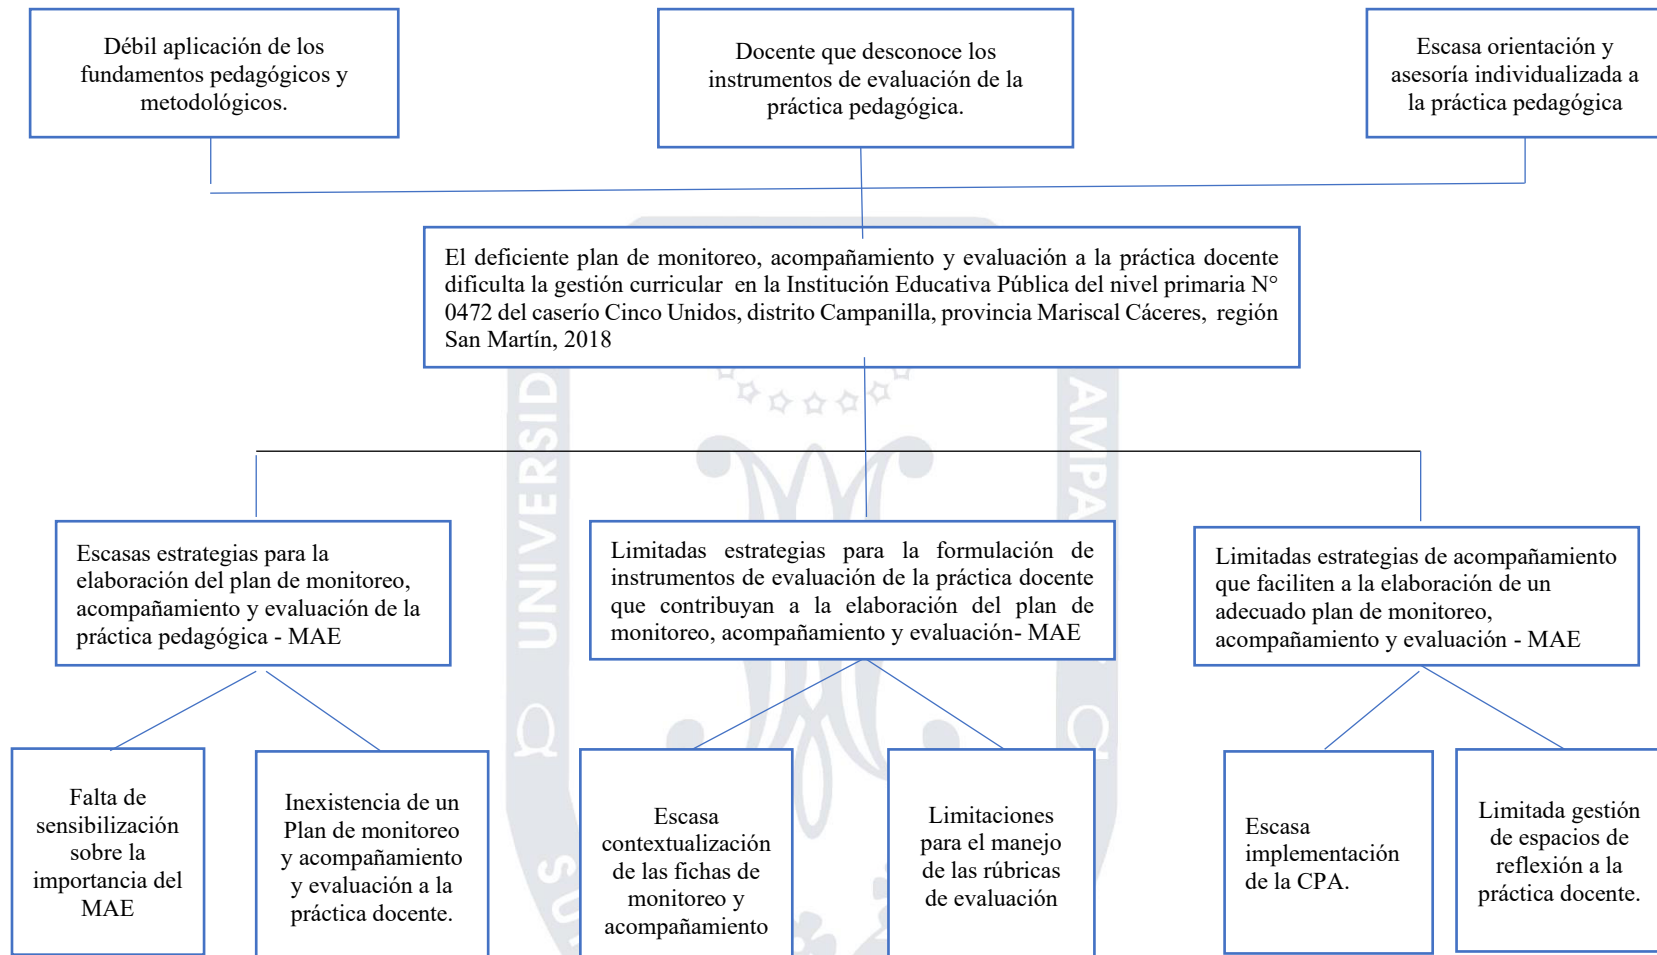 Débil aplicación de los
fundamentos pedagógicos y
metodológicos.
Docente que desconoce los
instrumentos de evaluación de la
práctica pedagógica.
Escasa orientación y
asesoría individualizada a
la práctica pedagógica
El deficiente plan de monitoreo, acompañamiento y evaluación a la práctica docente
dificulta la gestión curricular en la Institución Educativa Pública del nivel primaria N°
0472 del caserío Cinco Unidos, distrito Campanilla, provincia Mariscal Cáceres, región
San Martín, 2018
Escasas estrategias para la
elaboración del plan de monitoreo,
acompañamiento y evaluación de la
práctica pedagógica - MAE
Limitadas estrategias para la formulación de
instrumentos de evaluación de la práctica docente
que contribuyan a la elaboración del plan de
monitoreo, acompañamiento y evaluación- MAE
Limitadas estrategias de acompañamiento
que faciliten a la elaboración de un
adecuado plan de monitoreo,
acompañamiento y evaluación - MAE
Falta de
sensibilización
sobre la
importancia del
MAE
Inexistencia de un
Plan de monitoreo
y acompañamiento
y evaluación a la
práctica docente.
Escasa
contextualización
de las fichas de
monitoreo y
acompañamiento
Limitaciones
para el manejo
de las rúbricas
de evaluación
Escasa
implementación
de la CPA.
Limitada gestión
de espacios de
reflexión a la
práctica docente.
UNIVERSID
AMPA
SU